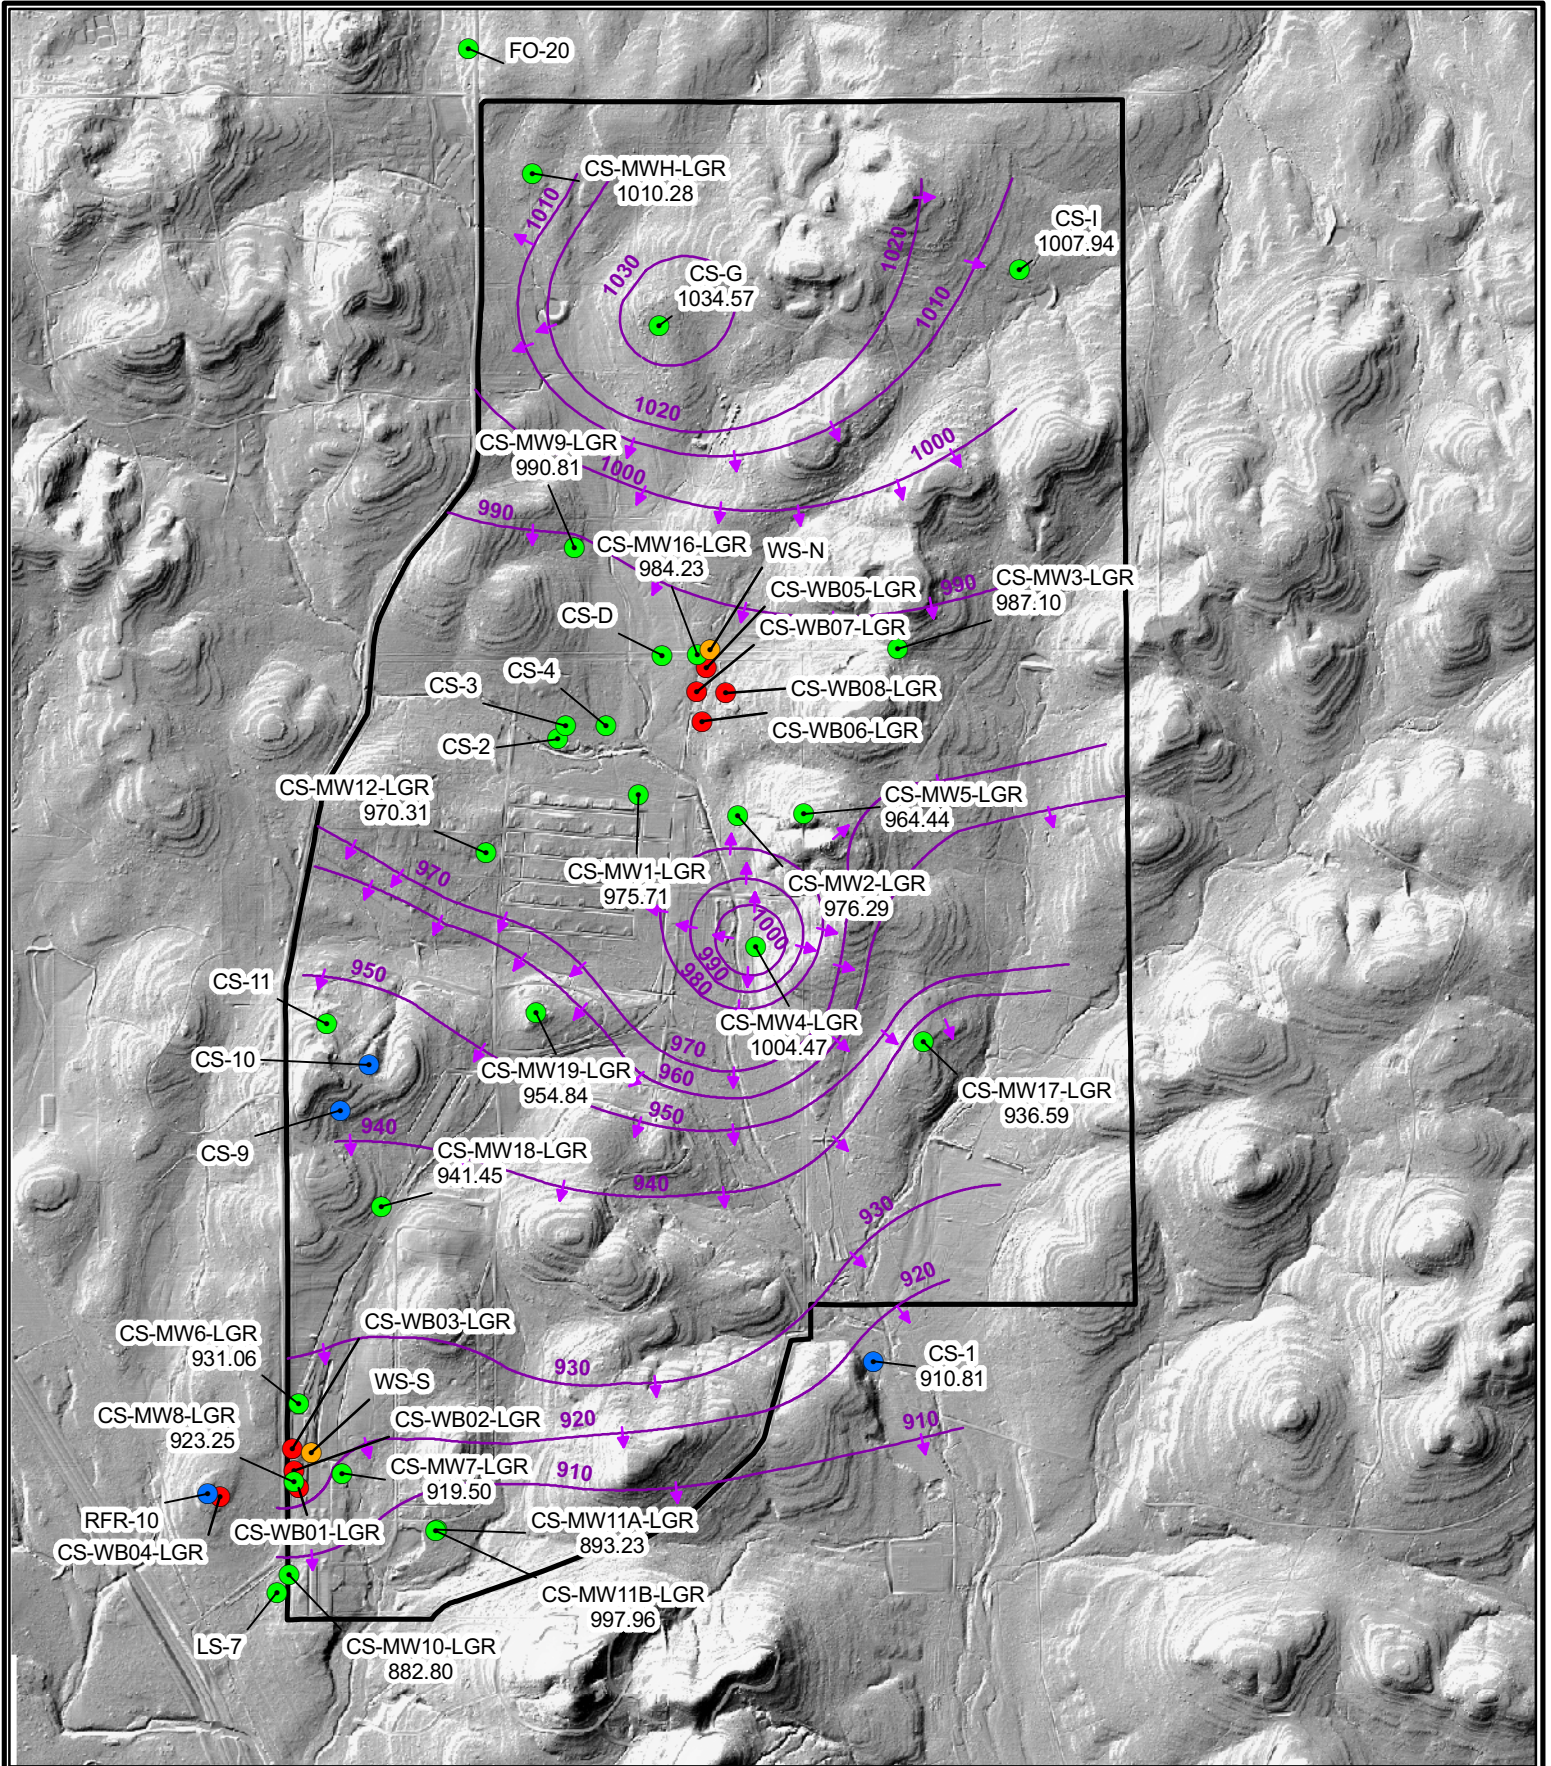 FO-20
CS-MWH-LGR
1010.28
1010
CS-I
1007.94
1020
1030
CS-G
1034.57
1010
1020
CS-MW9-LGR
990.81
1000
1000
990
CS-MW16-LGR
984.23
WS-N
CS-WB05-LGR
990
CS-MW3-LGR
987.10
CS-D
CS-WB07-LGR
CS-4
CS-3
CS-WB08-LGR
CS-2
CS-WB06-LGR
CS-MW12-LGR
970.31
CS-MW5-LGR
964.44
970
CS-MW1-LGR
975.71
CS-MW2-LGR
976.29
1000
990
980
950
CS-11
CS-MW4-LGR
1004.47
CS-10
970
CS-MW19-LGR
954.84
960
CS-MW17-LGR
936.59
950
940
CS-9
CS-MW18-LGR
941.45
940
930
920
CS-MW6-LGR
931.06
CS-WB03-LGR
930
CS-1
910.81
WS-S
CS-MW8-LGR
923.25
CS-WB02-LGR
920
910
CS-MW7-LGR
919.50
910
RFR-10
CS-WB04-LGR
CS-WB01-LGR
CS-MW11A-LGR
893.23
CS-MW11B-LGR
997.96
LS-7
CS-MW10-LGR
882.80